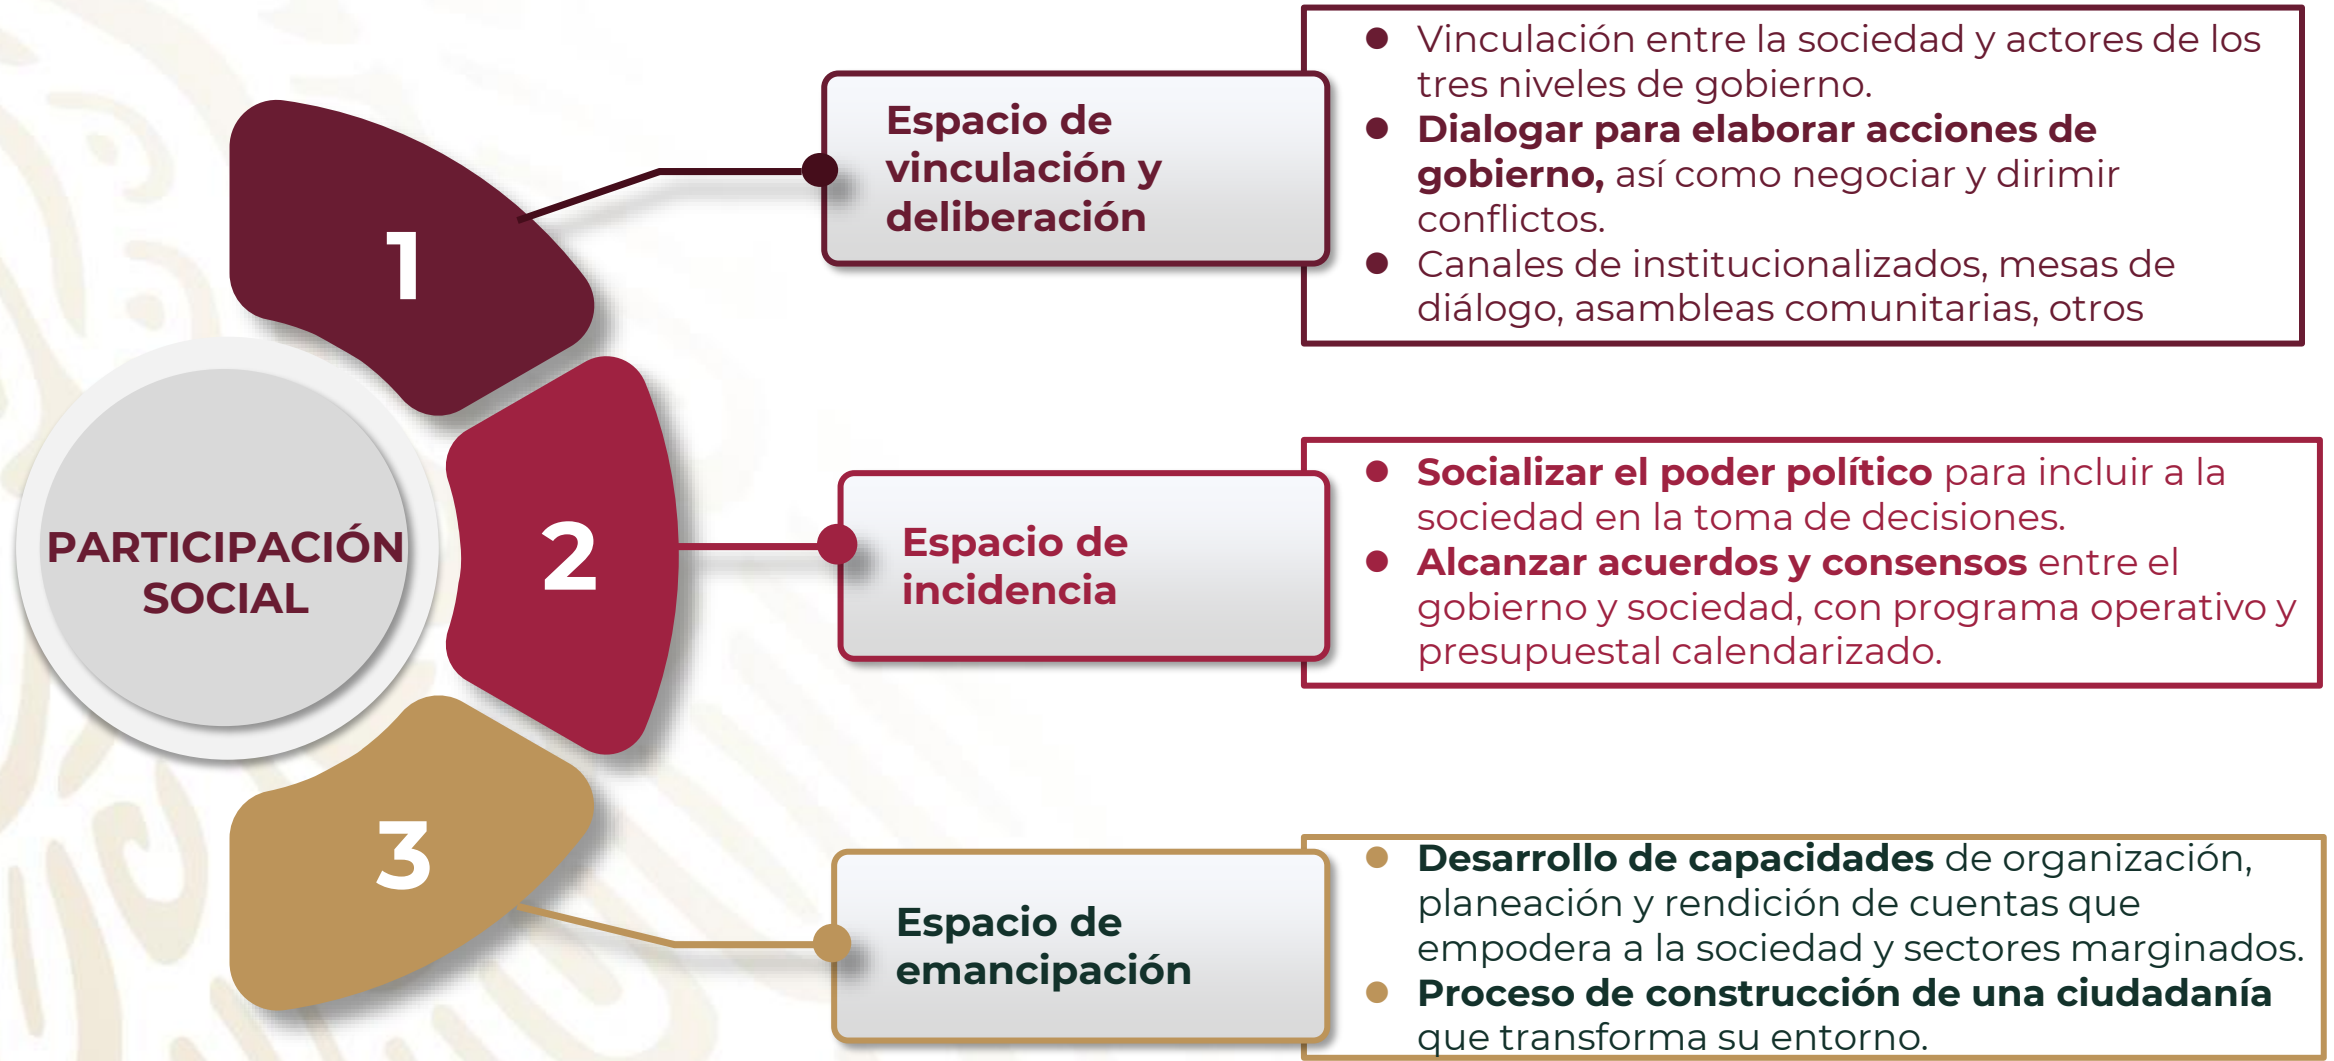 PARTICIPACIÓN
SOCIAL
1
Espacio de
vinculación y
deliberación
● Vinculación entre la sociedad y actores de los
tres niveles de gobierno.
● Dialogar para elaborar acciones de
gobierno, así como negociar y dirimir
conflictos.
● Canales de institucionalizados, mesas de
diálogo, asambleas comunitarias, otros
2
Espacio de
incidencia
● Socializar el poder político para incluir a la
sociedad en la toma de decisiones.
● Alcanzar acuerdos y consensos entre el
gobierno y sociedad, con programa operativo y
presupuestal calendarizado.
3
Espacio de
emancipación
● Desarrollo de capacidades de organización,
planeación y rendición de cuentas que
empodera a la sociedad y sectores marginados.
● Proceso de construcción de una ciudadanía
que transforma su entorno.